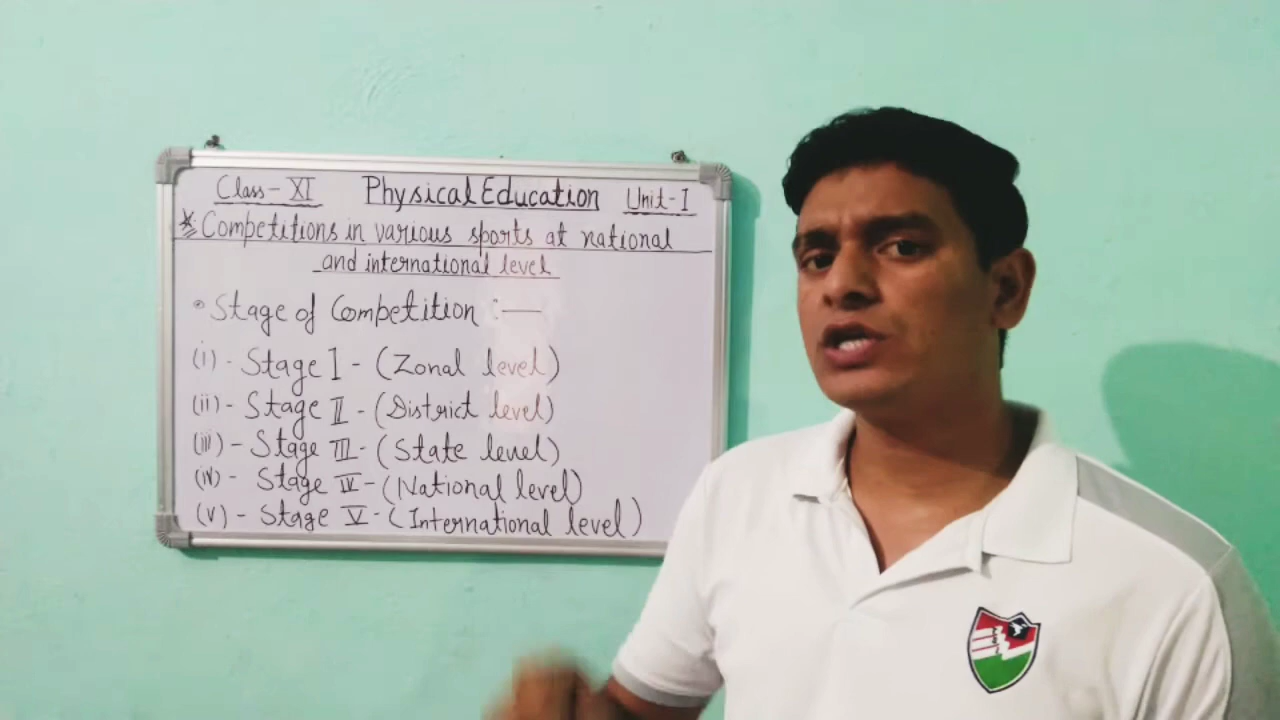 Class - XI Physical Education Unit - I
* Competitions in various sports at national
and international level
• Stage of Competition :—
(i) - Stage I - (Zonal level)
(ii) - Stage II - (District level)
(iii) - Stage III - (State level)
(iv) - Stage IV - (National level)
(v) - Stage V - (International level)